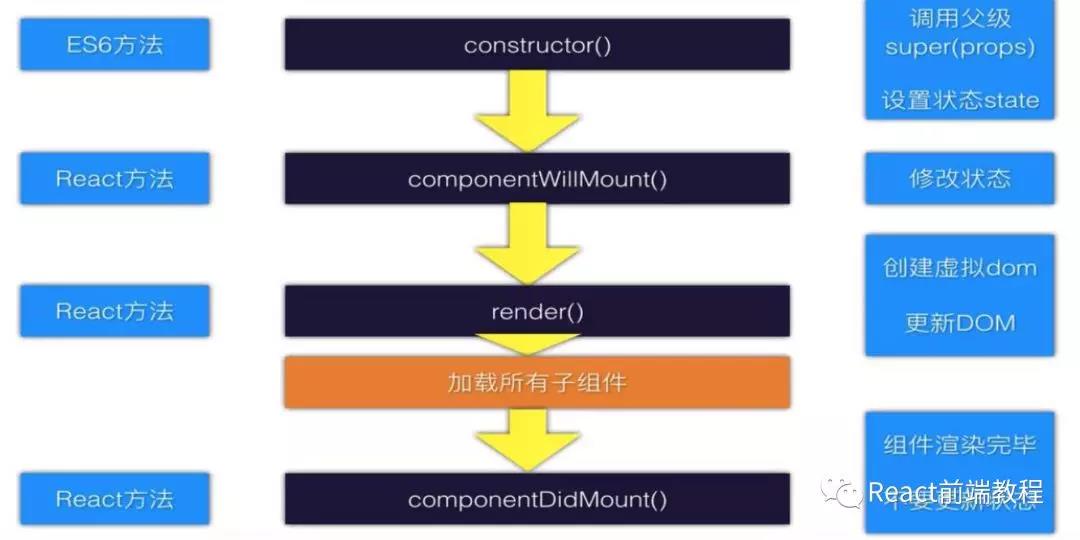 ES6方法
constructor()
调用父级
super(props)
设置状态state
React方法
componentWillMount()
修改状态
React方法
render()
创建虚拟dom
更新DOM
加载所有子组件
React方法
componentDidMount()
组件渲染完毕
React前端教程
更新状态